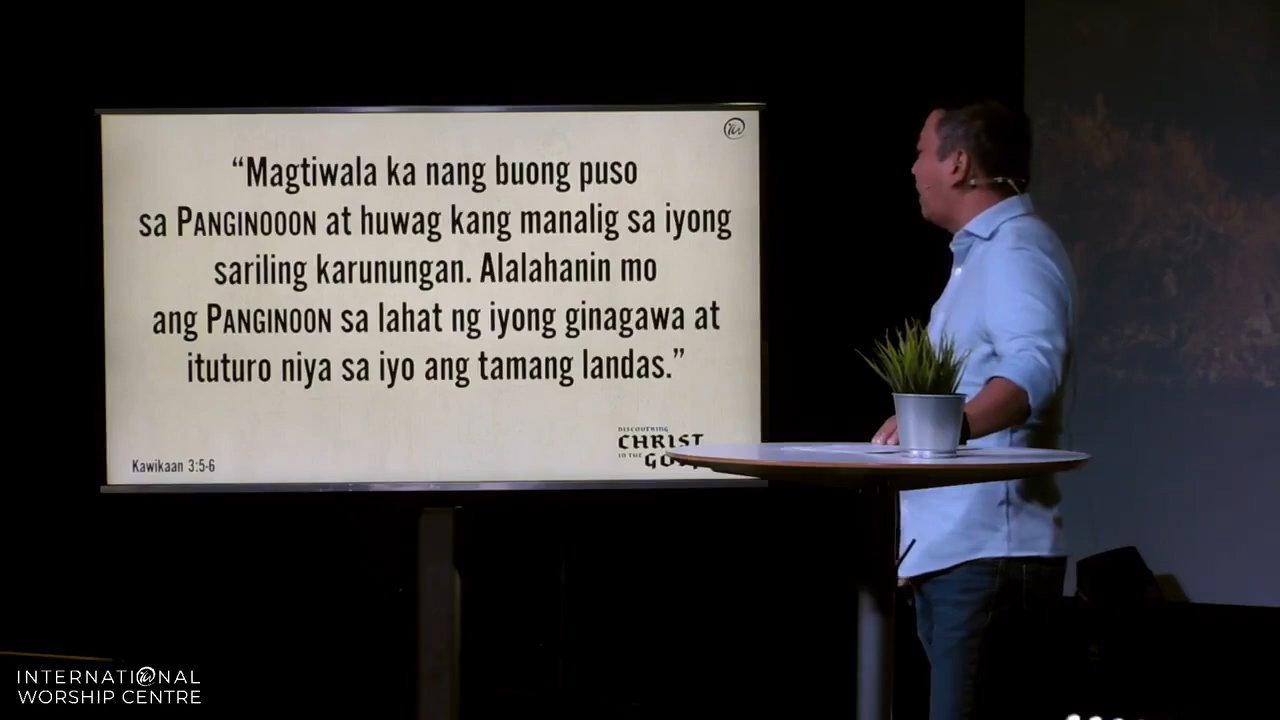 “Magtiwala ka nang buong puso
sa PANGINOOON at huwag kang manalig sa iyong
sariling karunungan. Alalahanin mo
ang PANGINOON sa lahat ng iyong ginagawa at
ituturo niya sa iyo ang tamang landas.”
DISCOVERING
CHRIST
IN THE
Kawikaan 3:5-6
INTERNATIONAL
WORSHIP CENTRE